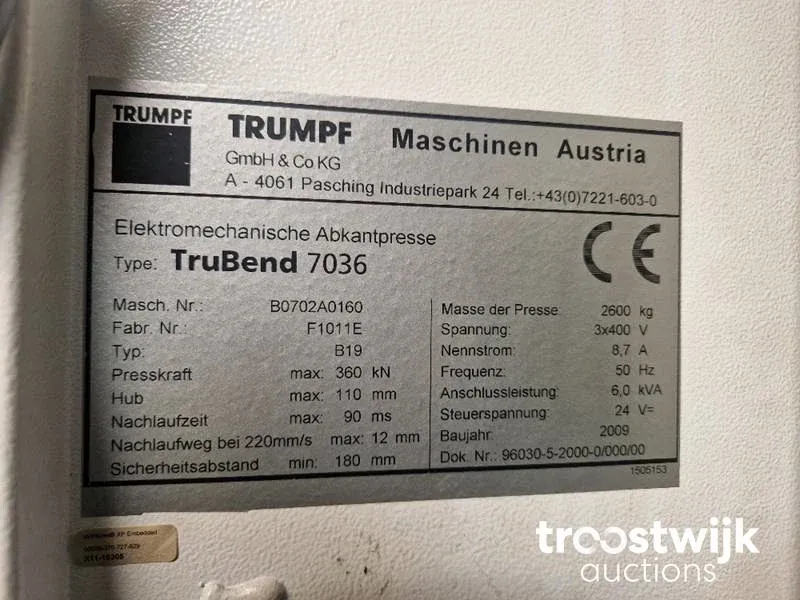 TRUMPF
TRUMPF Maschinen Austria
GmbH & Co KG
A - 4061 Pasching Industriepark 24 Tel.:+43(0)7221-603-0
Elektromechanische Abkantpresse
Type: TruBend 7036
CE
Masch. Nr.: B0702A0160
Fabr. Nr.: F1011E
Typ: B19
Presskraft max: 360 kN
Hub max: 110 mm
Nachlaufzeit max: 90 ms
Nachlaufweg bei 220mm/s max: 12 mm
Sicherheitsabstand min: 180 mm
Masse der Presse: 2600 kg
Spannung: 3x400 V
Nennstrom: 8,7 A
Frequenz: 50 Hz
Anschlussleistung: 6,0 kVA
Steuerspannung: 24 V=
Baujahr: 2009
Dok. Nr.: 96030-5-2000-0/000/00
1505153
XP Embedded
troostwijk
auctions